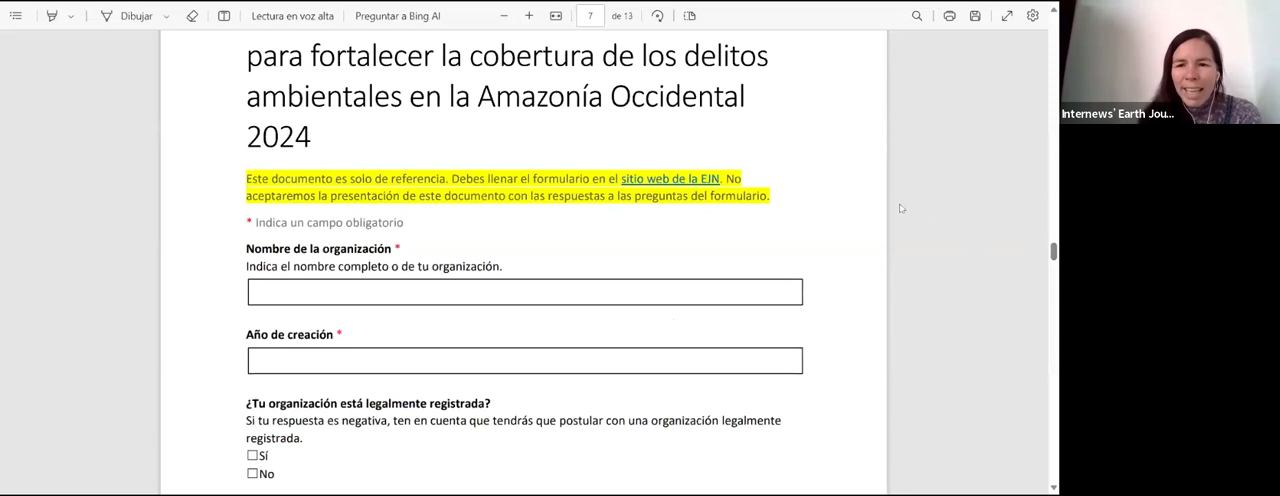 Dibujar
Lectura en voz alta
Preguntar a Bing AI
7
de 13
para fortalecer la cobertura de los delitos
ambientales en la Amazonía Occidental
2024
Este documento es solo de referencia. Debes llenar el formulario en el sitio web de la EJN. No
aceptaremos la presentación de este documento con las respuestas a las preguntas del formulario.
* Indica un campo obligatorio
Nombre de la organización *
Indica el nombre completo o de tu organización.
Año de creación *
¿Tu organización está legalmente registrada?
Si tu respuesta es negativa, ten en cuenta que tendrás que postular con una organización legalmente
registrada.
Sí
No
Internews' Earth Jou...